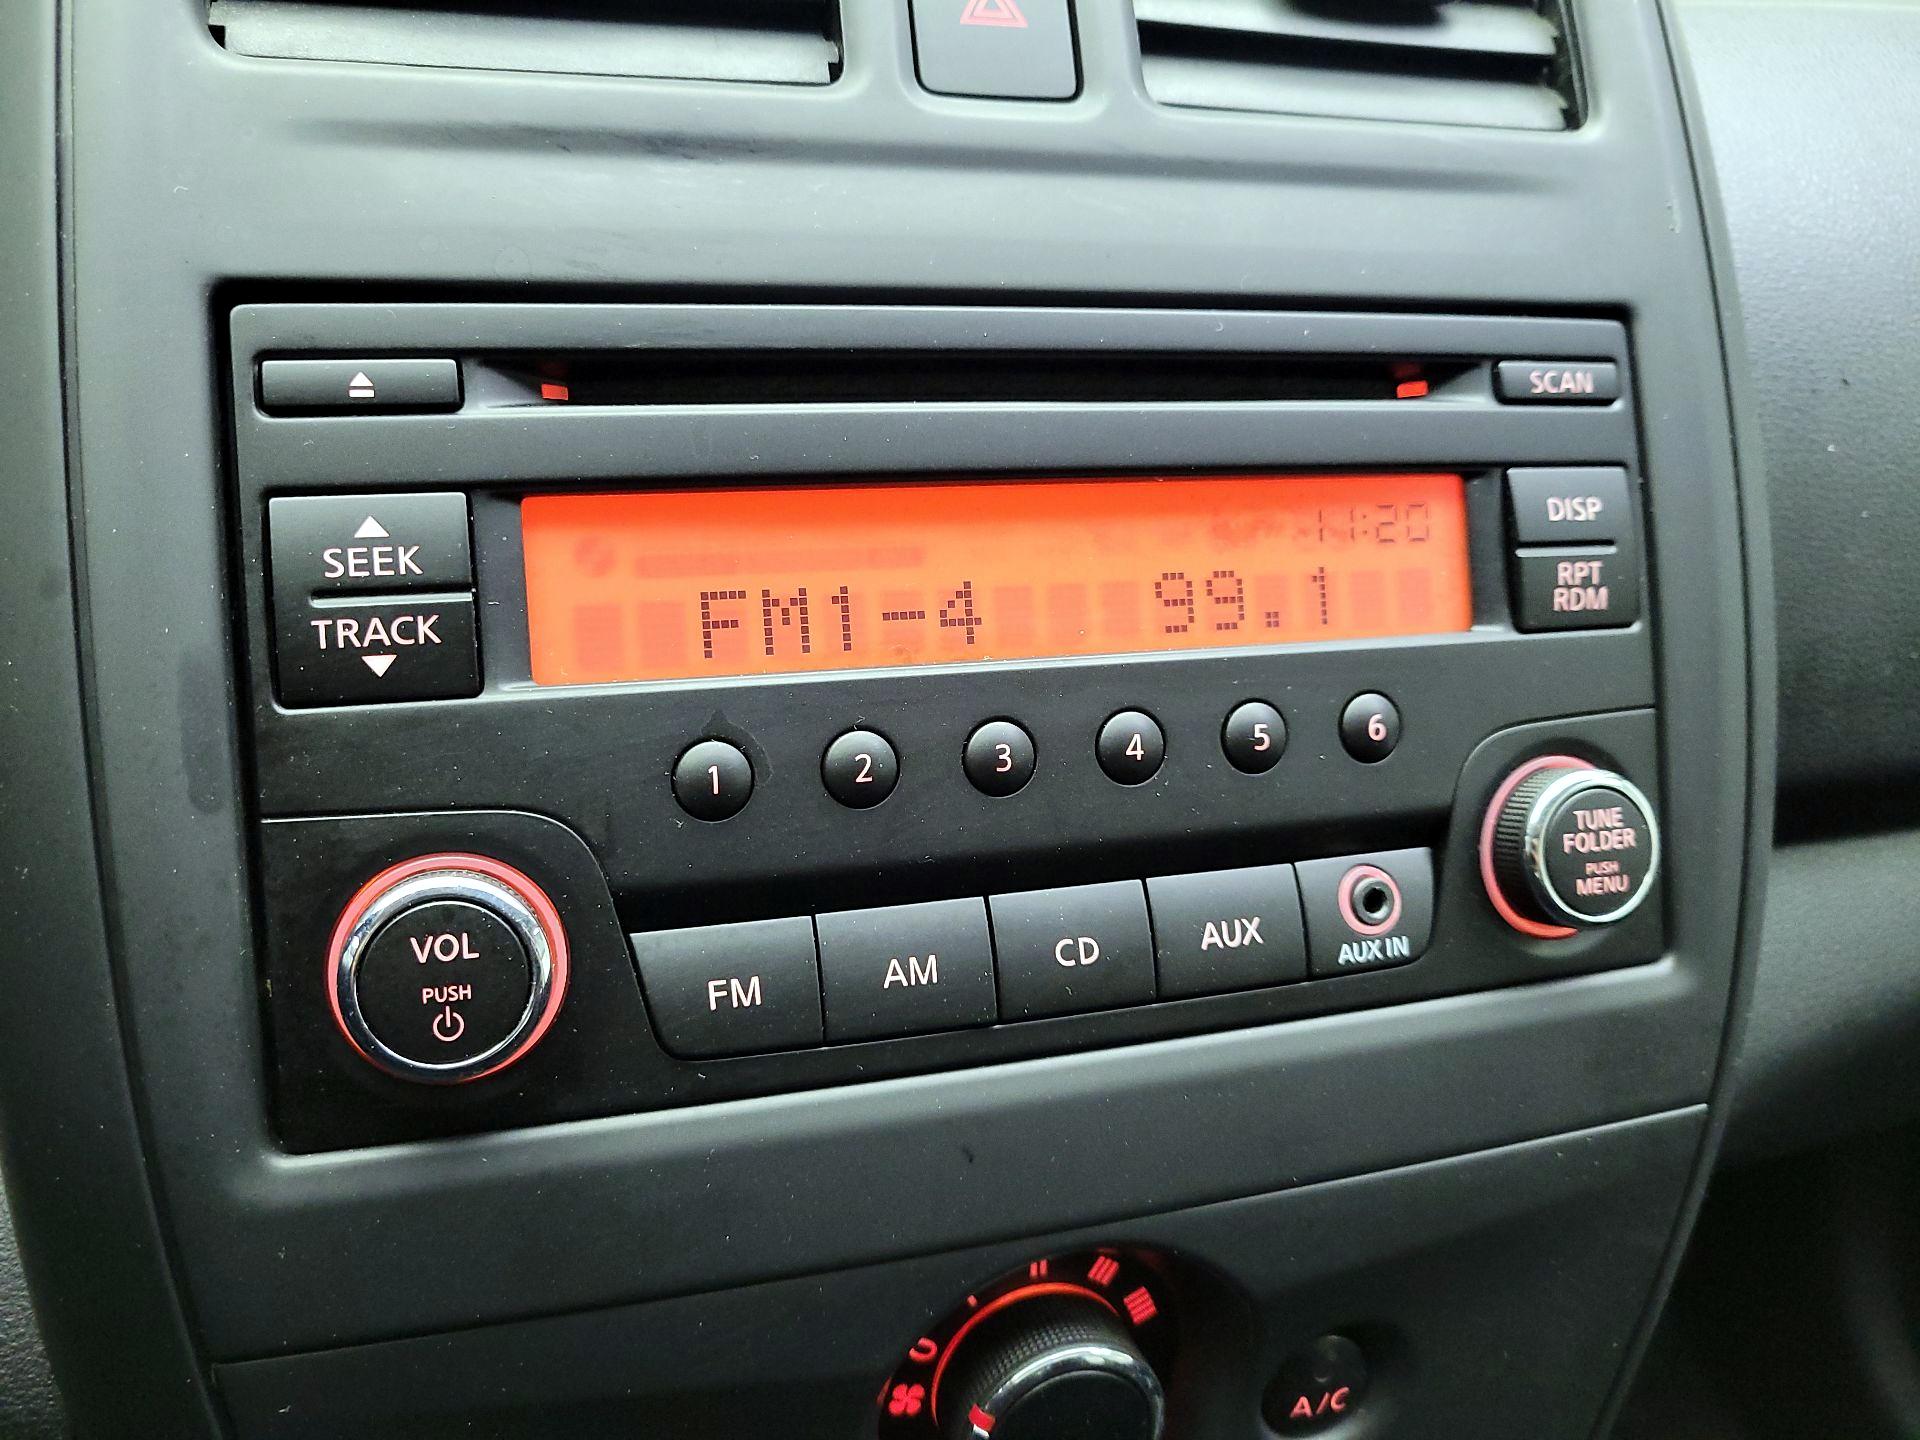 SCAN
SEEK
TRACK
11:20
FM1-4 99.1
DISP
RPT
RDM
1 2 3 4 5 6
VOL
PUSH
FM AM CD AUX AUX IN
TUNE
FOLDER
PUSH
MENU
A/C